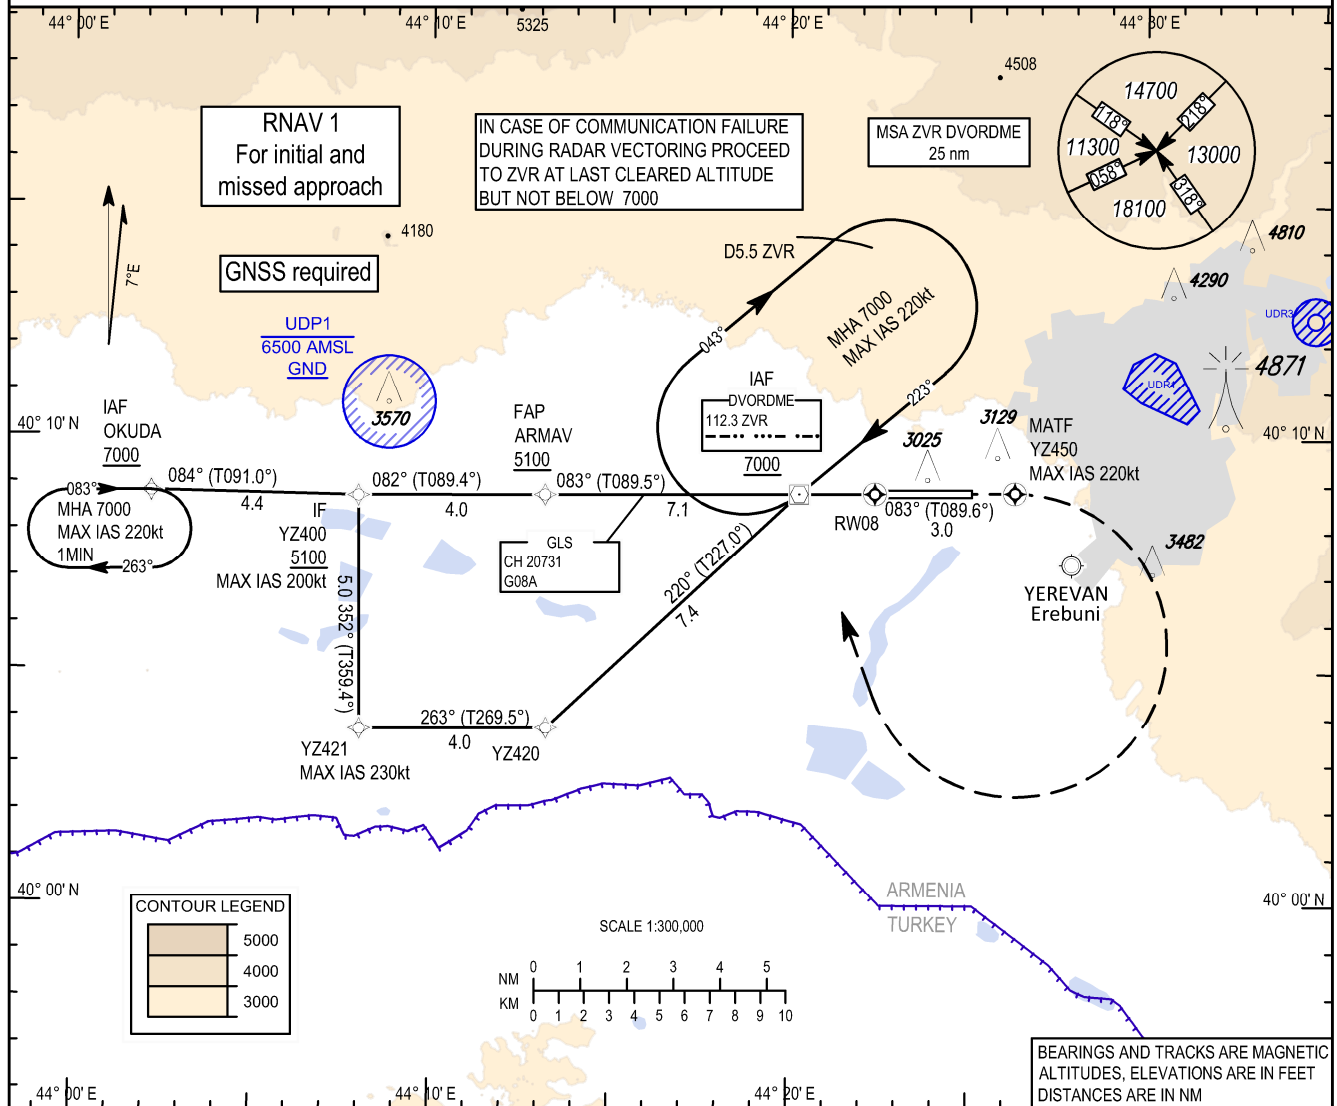 44° 00' E
44° 10' E
5325
44° 20' E
44° 30' E
4508
RNAV 1
For initial and
missed approach
IN CASE OF COMMUNICATION FAILURE
DURING RADAR VECTORING PROCEED
TO ZVR AT LAST CLEARED ALTITUDE
BUT NOT BELOW 7000
MSA ZVR DVORDME
25 nm
14700
118°
218°
11300
13000
058°
318°
18100
4180
4810
D5.5 ZVR
7°E
GNSS required
4290
UDP1
6500 AMSL
GND
MHA 7000
MAX IAS 220kt
UDR3
043°
4871
UDR4
223°
3570
IAF
DVORDME
112.3 ZVR
7000
IAF
OKUDA
7000
FAP
ARMAV
5100
40° 10' N
3025
3129
MATF
YZ450
MAX IAS 220kt
40° 10' N
084° (T091.0°)
4.4
082° (T089.4°)
4.0
083° (T089.5°)
7.1
083°
MHA 7000
MAX IAS 220kt
1MIN
263°
IF
YZ400
5100
MAX IAS 200kt
RW08
083° (T089.6°)
3.0
GLS
CH 20731
G08A
3482
YEREVAN
Erebuni
5.0 352° (T359.4°)
220° (T227.0°)
7.4
263° (T269.5°)
4.0
YZ421
MAX IAS 230kt
YZ420
40° 00' N
ARMENIA
TURKEY
40° 00' N
CONTOUR LEGEND
5000
4000
3000
SCALE 1:300,000
0 1 2 3 4 5
NM
KM
0 1 2 3 4 5 6 7 8 9 10
BEARINGS AND TRACKS ARE MAGNETIC
ALTITUDES, ELEVATIONS ARE IN FEET
DISTANCES ARE IN NM
44° 00' E
44° 10' E
44° 20' E